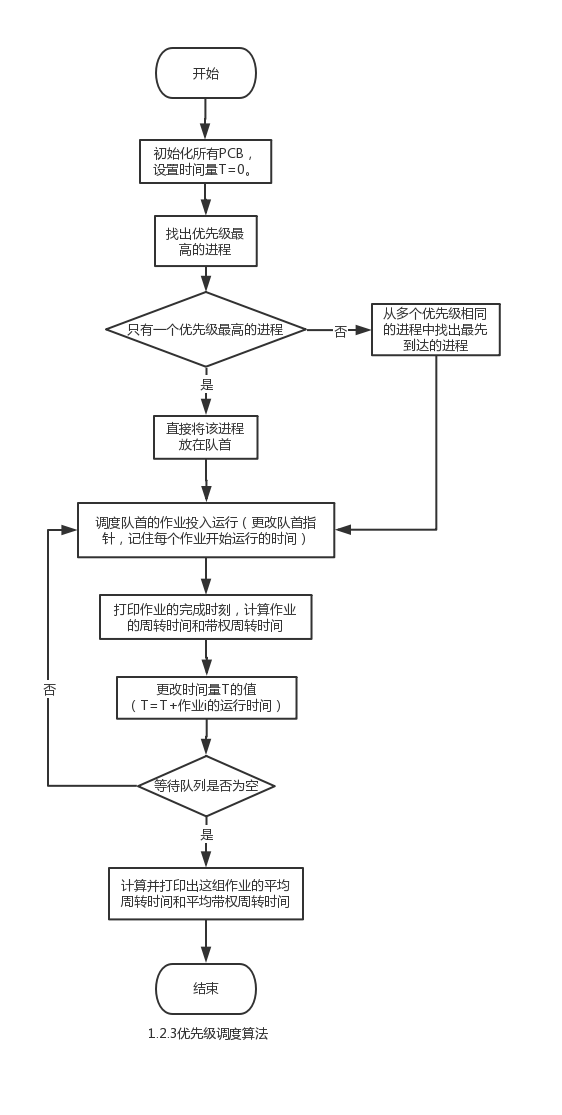 开始
初始化所有PCB，
设置时间量T=0。
找出优先级最
高的进程
只有一个优先级最高的进程
否
从多个优先级相同
的进程中找出最先
到达的进程
是
直接将该进程
放在队首
调度队首的作业投入运行（更改队首指
针，记住每个作业开始运行的时间）
打印作业的完成时刻，计算作业
的周转时间和带权周转时间
否
更改时间量T的值
（T=T+作业i的运行时间）
等待队列是否为空
是
计算并打印出这组作业的平均
周转时间和平均带权周转时间
结束
1.2.3优先级调度算法